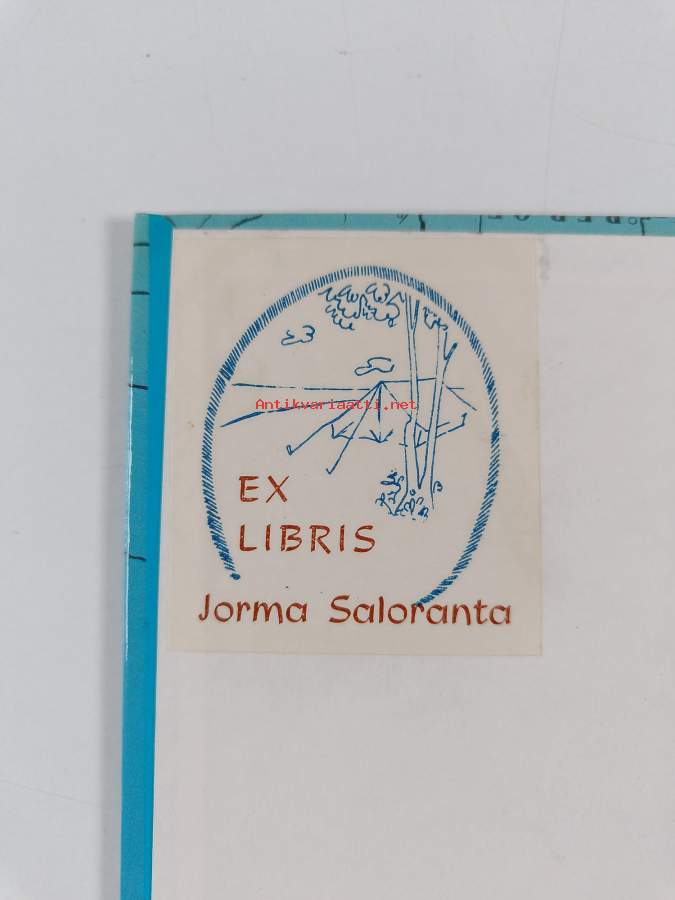 Antikvariaatti.net
EX
LIBRIS
Jorma Saloranta